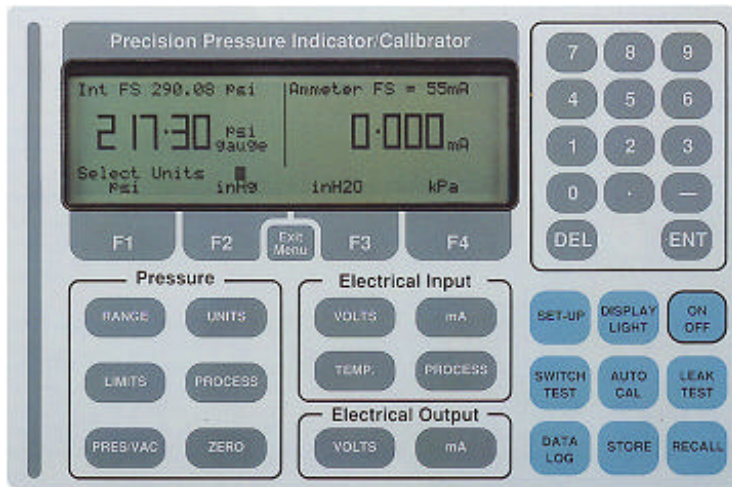 Precision Pressure Indicator/Calibrator
Int FS 290.08 psi
Ammeter FS = 55mA
217.30 psi gauge
0.000 mA
Select Units
psi inHg inH2O kPa
F1 F2 Exit Menu F3 F4
7 8 9
4 5 6
1 2 3
0 . —
DEL ENT
Pressure
RANGE UNITS
LIMITS PROCESS
PRES/VAC ZERO
Electrical Input
VOLTS mA
TEMP. PROCESS
Electrical Output
VOLTS mA
SET-UP DISPLAY LIGHT ON OFF
SWITCH TEST AUTO CAL LEAK TEST
DATA LOG STORE RECALL